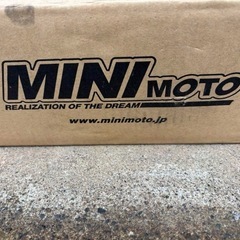 MINI MOTO
REALIZATION OF THE DREAM
www.minimoto.jp